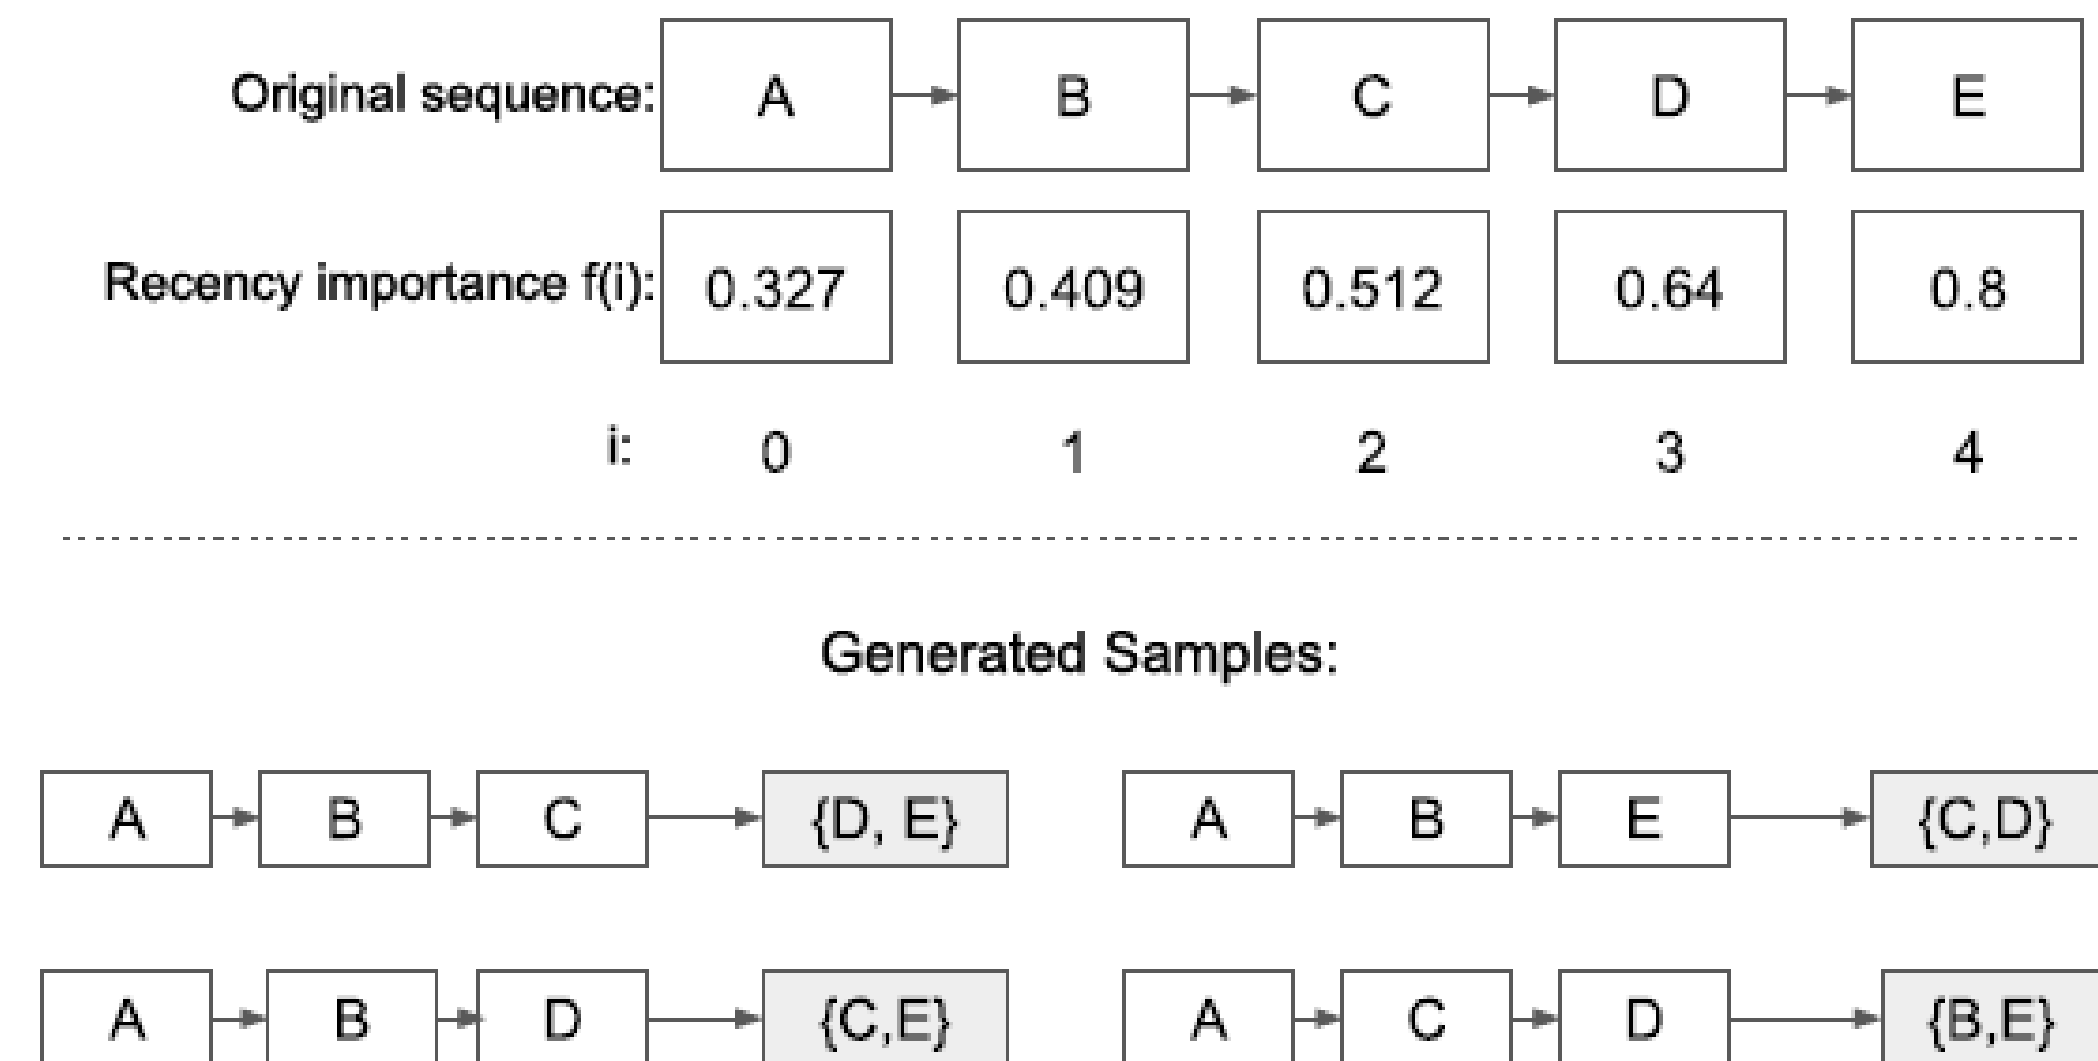 Original sequence: A B C D E
Recency importance f(i): 0.327 0.409 0.512 0.64 0.8
i: 0 1 2 3 4
Generated Samples:
A B C {D, E} A B E {C,D}
A B D {C,E} A C D {B,E}